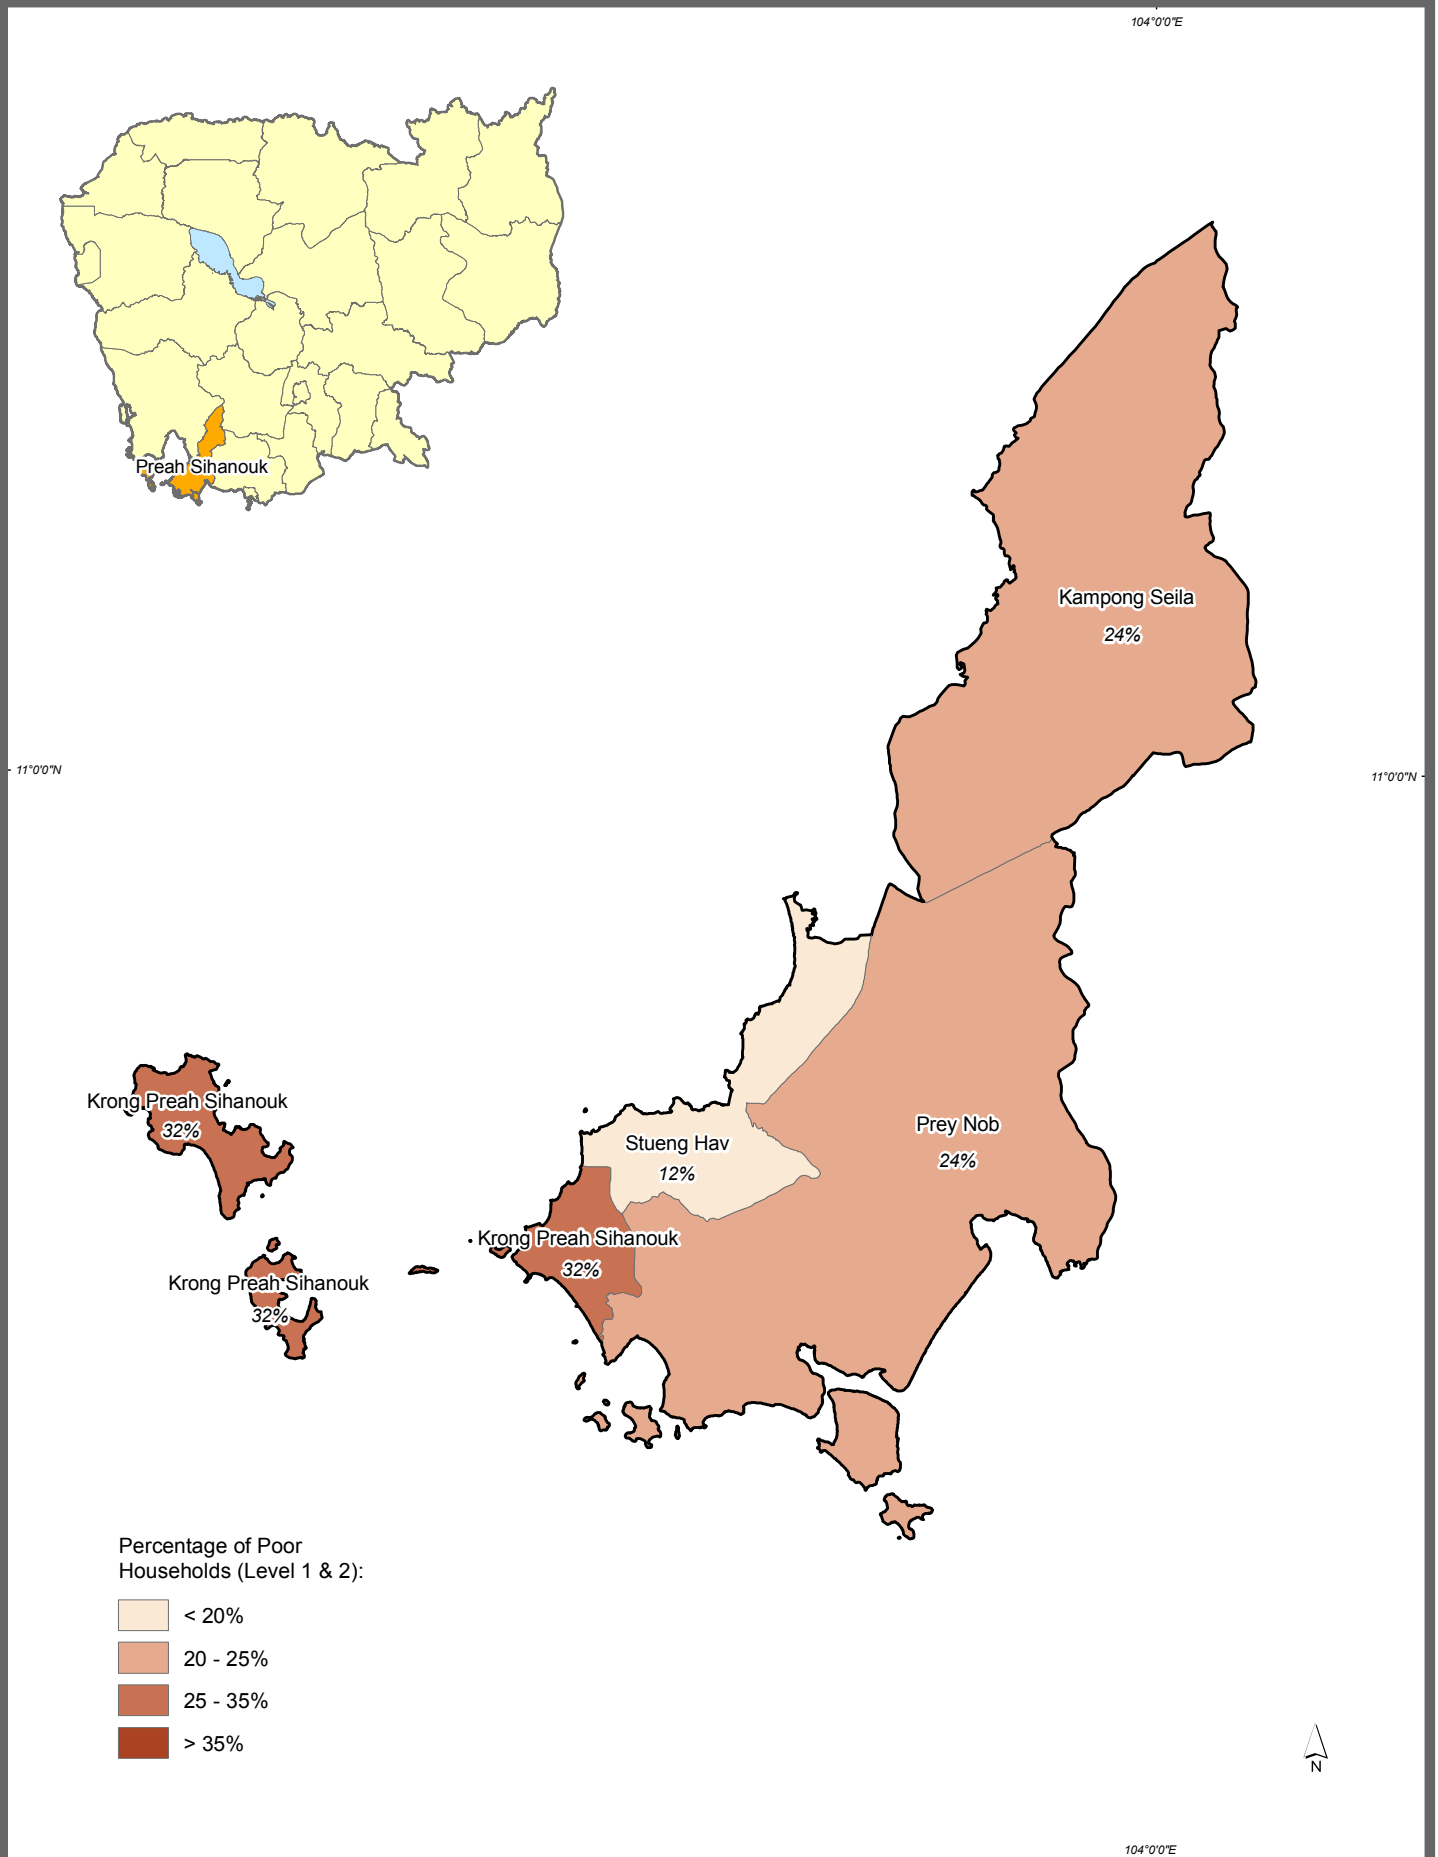 104°0'0"E
Preah Sihanouk
Kampong Seila
24%
11°0'0"N
11°0'0"N
Krong Preah Sihanouk
32%
Stueng Hav
12%
Prey Nob
24%
Krong Preah Sihanouk
32%
Krong Preah Sihanouk
32%
Percentage of Poor
Households (Level 1 & 2):
< 20%
20 - 25%
25 - 35%
> 35%
N
104°0'0"E